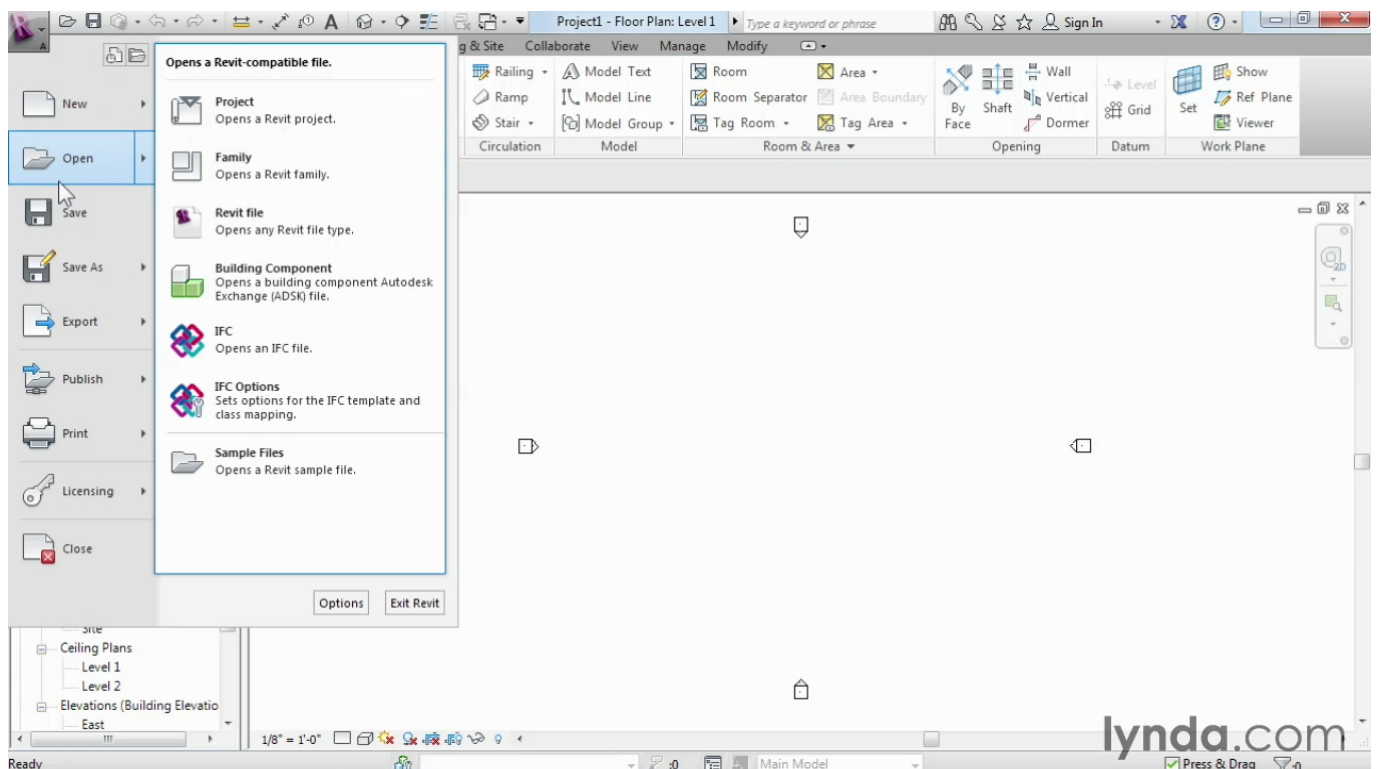 Project1 - Floor Plan: Level 1
Type a keyword or phrase
Sign In
A
g & Site Collaborate View Manage Modify
New
Open
Save
Save As
Export
Publish
Print
Licensing
Close
Opens a Revit-compatible file.
Project
Opens a Revit project.
Family
Opens a Revit family.
Revit file
Opens any Revit file type.
Building Component
Opens a building component Autodesk
Exchange (ADSK) file.
IFC
Opens an IFC file.
IFC Options
Sets options for the IFC template and
class mapping.
Sample Files
Opens a Revit sample file.
Options Exit Revit
Railing
Ramp
Stair
Circulation
Model Text
Model Line
Model Group
Model
Room
Room Separator
Tag Room
Area
Area Boundary
Tag Area
Room & Area
By
Face
Shaft
Wall
Vertical
Dormer
Opening
Level
Grid
Datum
Set
Show
Ref Plane
Viewer
Work Plane
2D
Site
Ceiling Plans
Level 1
Level 2
Elevations (Building Elevatio
East
1/8" = 1'-0"
Ready
:0
Main Model
Press & Drag
:0
lynda.com